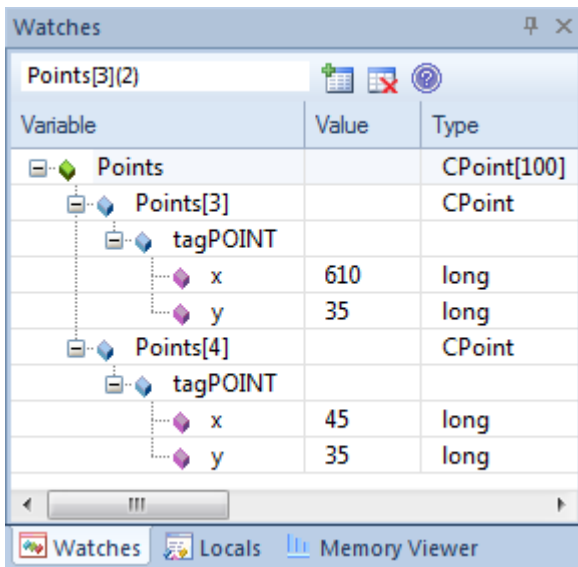 Watches
Points[3](2)
Variable Value Type
Points CPoint[100]
Points[3] CPoint
tagPOINT
x 610 long
y 35 long
Points[4] CPoint
tagPOINT
x 45 long
y 35 long
Watches Locals Memory Viewer